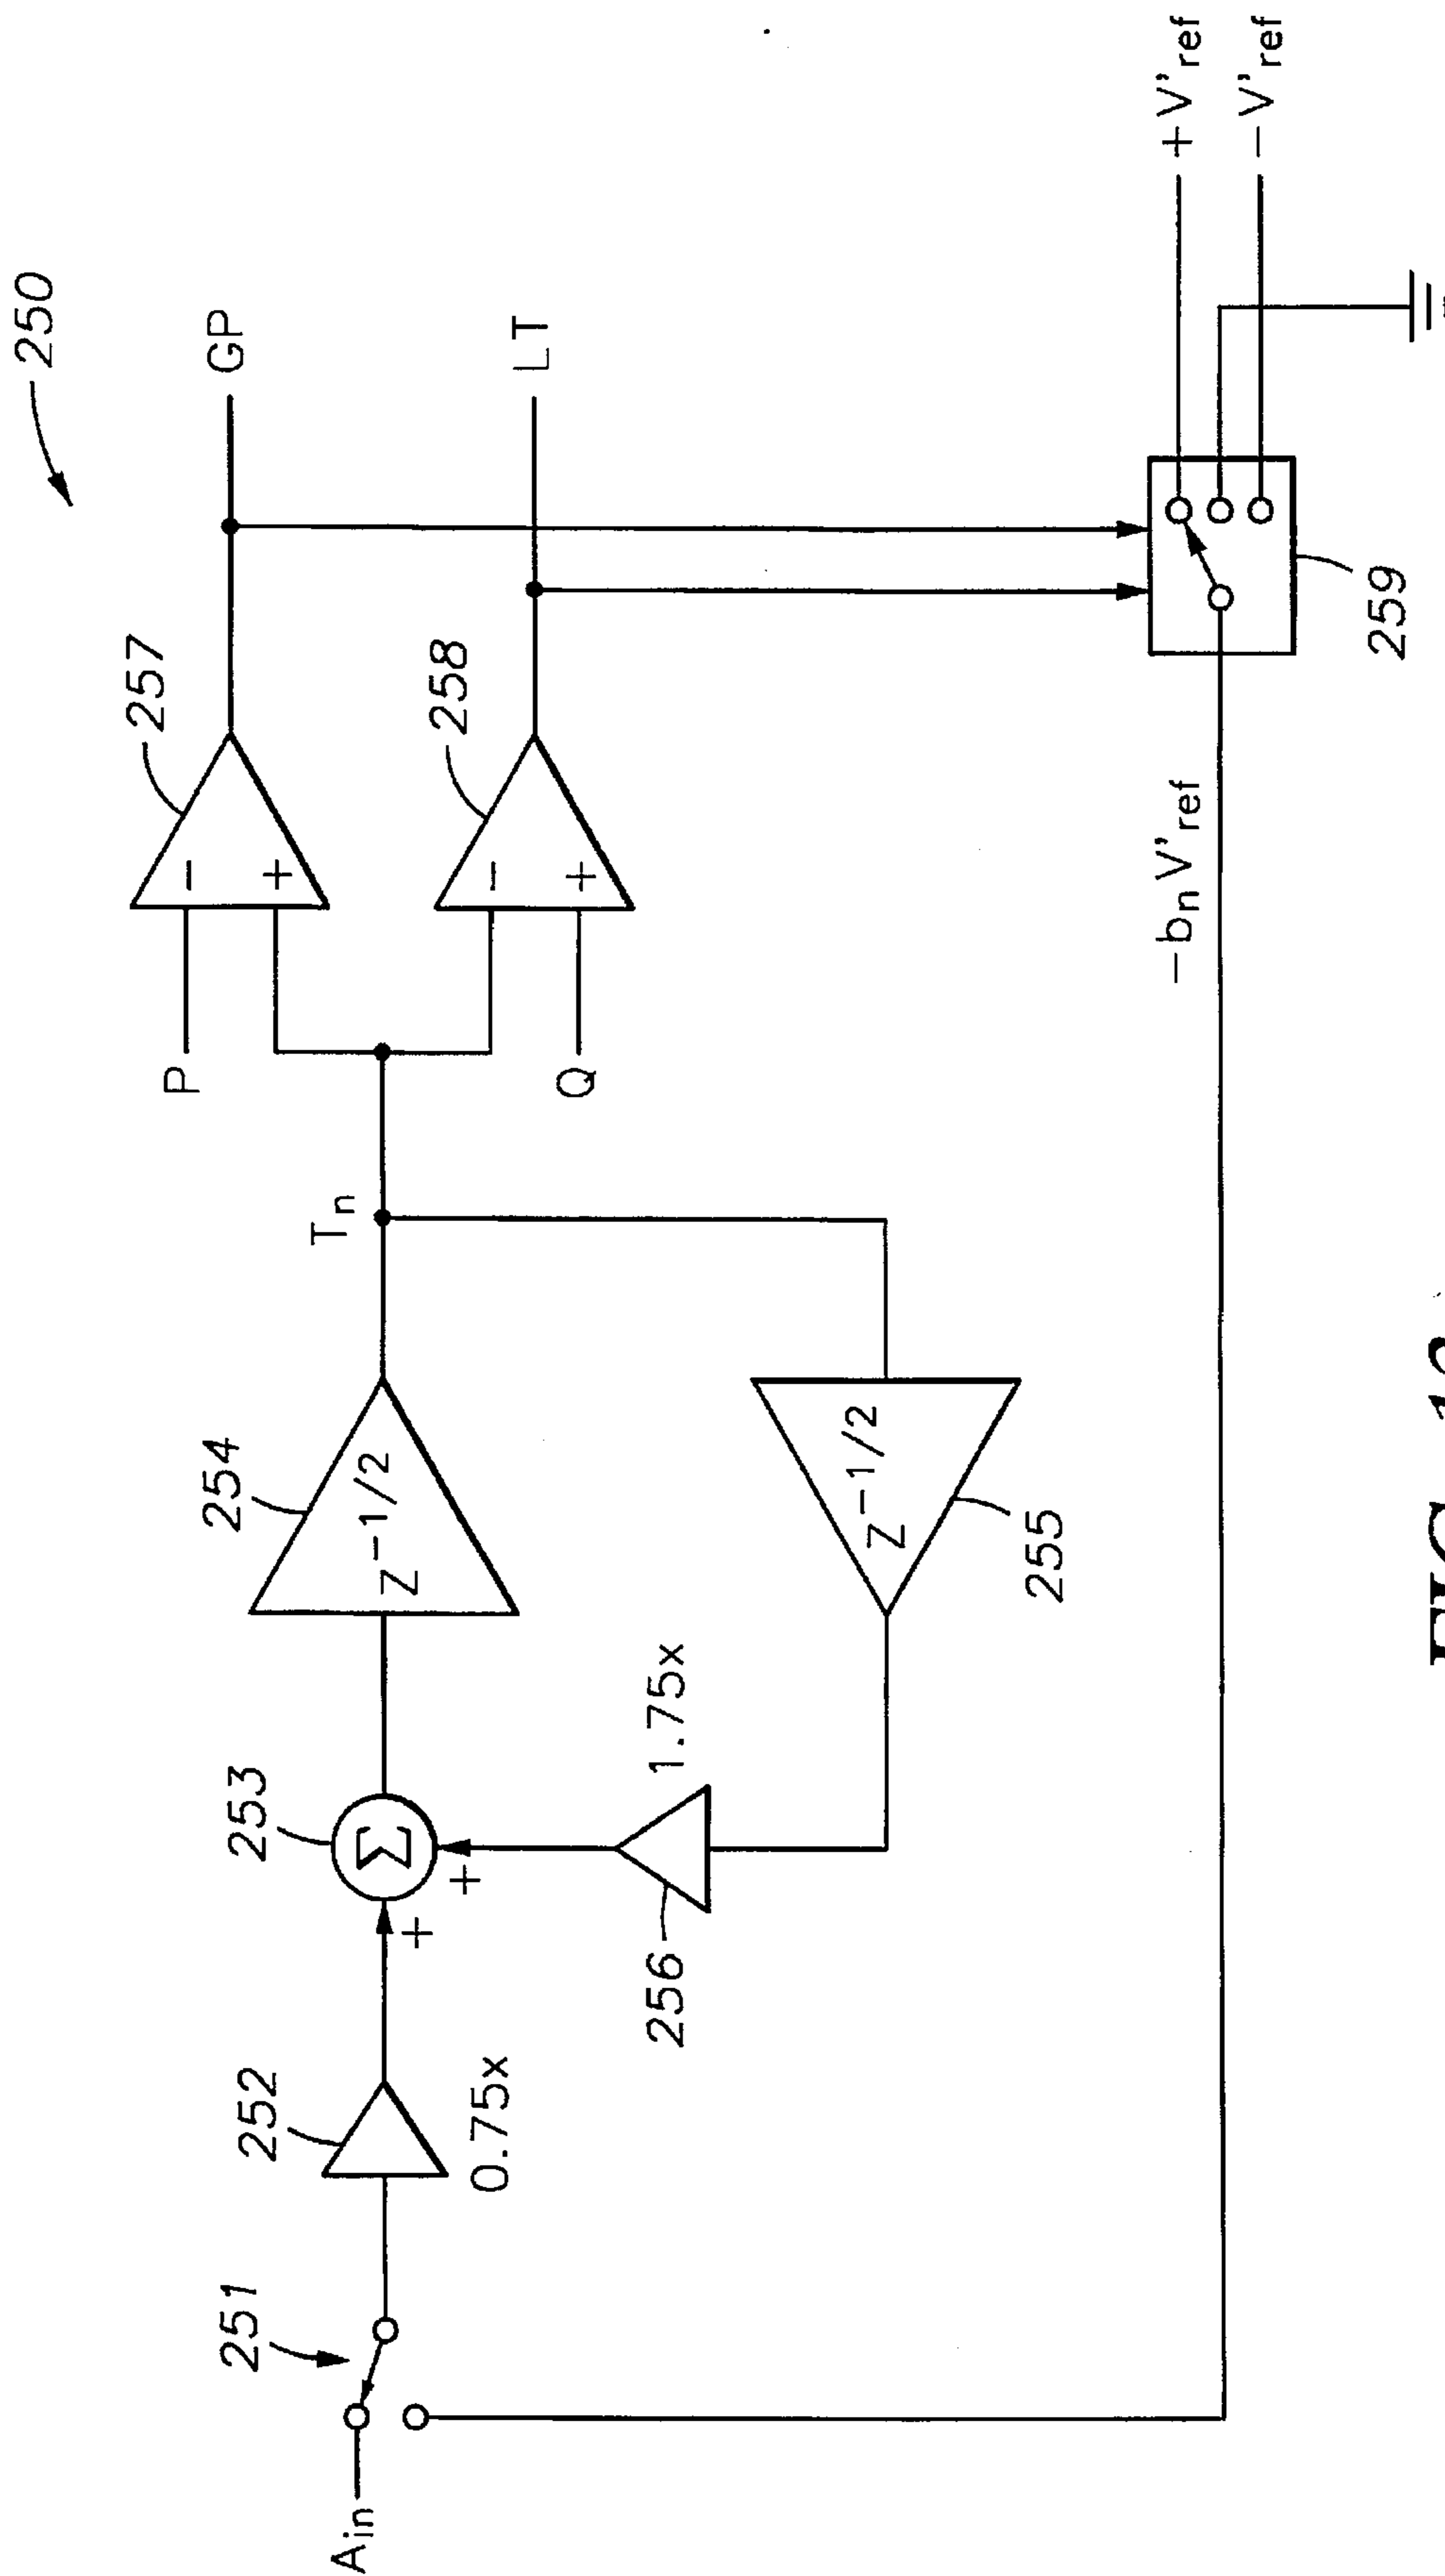 250
GP
LT
257
258
P
Q
−
+
−
+
Tn
254
Z−1/2
Z−1/2
255
253
Σ
+
+
1.75x
256
252
0.75x
251
Ain
−bnV'ref
259
+V'ref
−V'ref